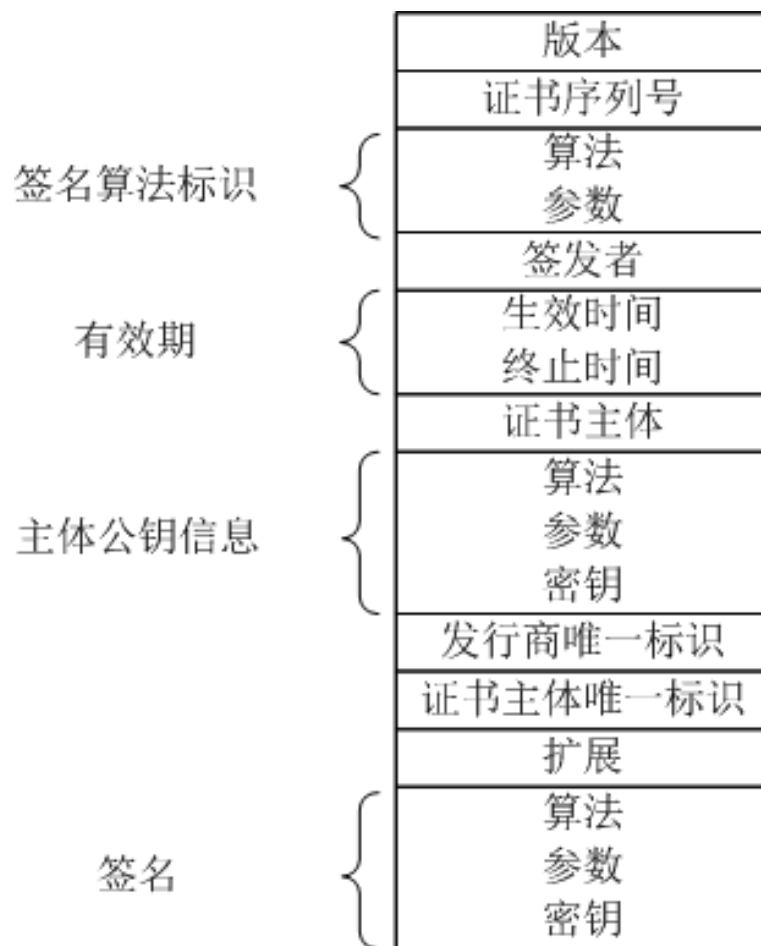 版本
证书序列号
签名算法标识
算法
参数
签发者
有效期
生效时间
终止时间
证书主体
主体公钥信息
算法
参数
密钥
发行商唯一标识
证书主体唯一标识
扩展
签名
算法
参数
密钥